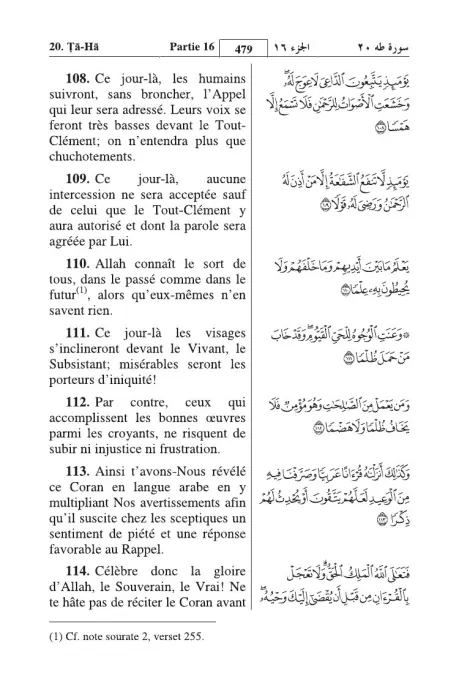 20. Ṭā-Hā Partie 16 479 الجزء ١٦ سورة طه ٢٠
108. Ce jour-là, les humains
suivront, sans broncher, l’Appel
qui leur sera adressé. Leurs voix se
feront très basses devant le Tout-
Clément; on n’entendra plus que
chuchotements.
يَوْمَئِذٍ يَتَّبِعُونَ الدَّاعِيَ لَا عِوَجَ لَهُۥ ۖ
وَخَشَعَتِ الْأَصْوَاتُ لِلرَّحْمَٰنِ فَلَا تَسْمَعُ إِلَّا
هَمْسًا ١٠٨
109. Ce jour-là, aucune
intercession ne sera acceptée sauf
de celui que le Tout-Clément y
aura autorisé et dont la parole sera
agréée par Lui.
يَوْمَئِذٍ لَّا تَنفَعُ الشَّفَٰعَةُ إِلَّا مَنْ أَذِنَ لَهُ
الرَّحْمَٰنُ وَرَضِيَ لَهُۥ قَوْلًا ١٠٩
110. Allah connaît le sort de
tous, dans le passé comme dans le
futur(1), alors qu’eux-mêmes n’en
savent rien.
يَعْلَمُ مَا بَيْنَ أَيْدِيهِمْ وَمَا خَلْفَهُمْ وَلَا
يُحِيطُونَ بِهِۦ عِلْمًا ١١٠
111. Ce jour-là les visages
s’inclineront devant le Vivant, le
Subsistant; misérables seront les
porteurs d’iniquité!
۞ وَعَنَتِ الْوُجُوهُ لِلْحَيِّ الْقَيُّومِ ۖ وَقَدْ خَابَ
مَنْ حَمَلَ ظُلْمًا ١١١
112. Par contre, ceux qui
accomplissent les bonnes œuvres
parmi les croyants, ne risquent de
subir ni injustice ni frustration.
وَمَن يَعْمَلْ مِنَ الصَّٰلِحَٰتِ وَهُوَ مُؤْمِنٌ فَلَا
يَخَافُ ظُلْمًا وَلَا هَضْمًا ١١٢
113. Ainsi t’avons-Nous révélé
ce Coran en langue arabe en y
multipliant Nos avertissements afin
qu’il suscite chez les sceptiques un
sentiment de piété et une réponse
favorable au Rappel.
وَكَذَٰلِكَ أَنزَلْنَٰهُ قُرْءَانًا عَرَبِيًّا وَصَرَّفْنَا فِيهِ
مِنَ الْوَعِيدِ لَعَلَّهُمْ يَتَّقُونَ أَوْ يُحْدِثُ لَهُمْ
ذِكْرًا ١١٣
114. Célèbre donc la gloire
d’Allah, le Souverain, le Vrai! Ne
te hâte pas de réciter le Coran avant
فَتَعَٰلَى اللَّهُ الْمَلِكُ الْحَقُّ ۗ وَلَا تَعْجَلْ
بِالْقُرْءَانِ مِن قَبْلِ أَن يُقْضَىٰ إِلَيْكَ وَحْيُهُۥ ۖ
(1) Cf. note sourate 2, verset 255.